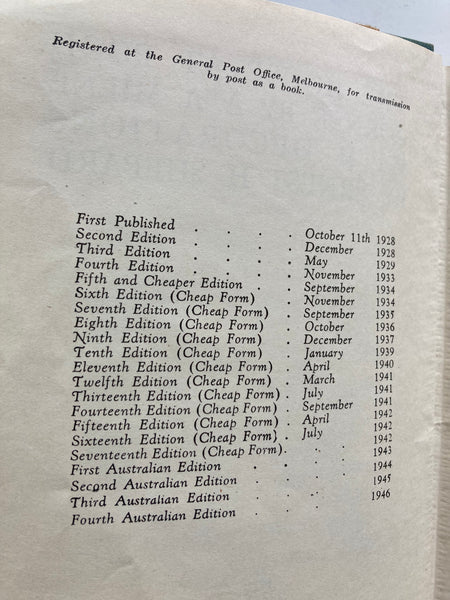 Registered at the General Post Office, Melbourne, for transmission
by post as a book.
First Published . . . . October 11th 1928
Second Edition . . . . December 1928
Third Edition . . . . May 1929
Fourth Edition . . . . November 1933
Fifth and Cheaper Edition . . . September 1934
Sixth Edition (Cheap Form) . . November 1934
Seventh Edition (Cheap Form) . . September 1935
Eighth Edition (Cheap Form) . . October 1936
Ninth Edition (Cheap Form) . . December 1937
Tenth Edition (Cheap Form) . . January 1939
Eleventh Edition (Cheap Form) . April 1940
Twelfth Edition (Cheap Form) . . March 1941
Thirteenth Edition (Cheap Form) . July 1941
Fourteenth Edition (Cheap Form) . September 1941
Fifteenth Edition (Cheap Form) . April 1942
Sixteenth Edition (Cheap Form) . July 1942
Seventeenth Edition (Cheap Form) . . . . 1942
First Australian Edition . . . . 1943
Second Australian Edition . . . . 1944
Third Australian Edition . . . . 1945
Fourth Australian Edition . . . . 1946